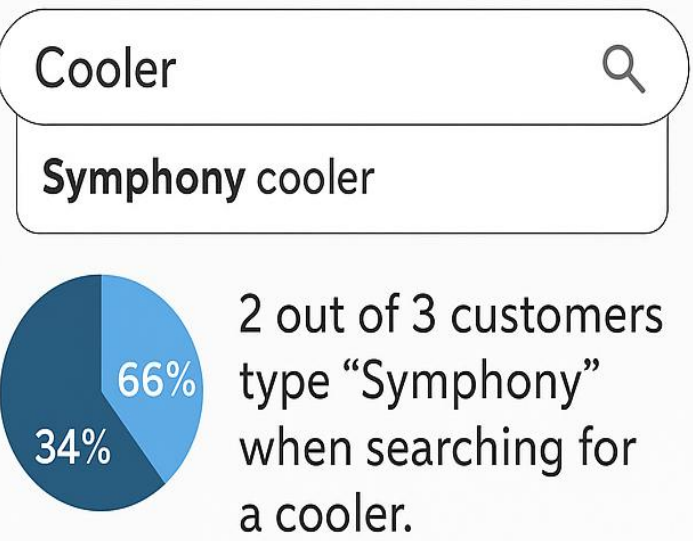 Cooler
Symphony cooler
66%
34%
2 out of 3 customers
type “Symphony”
when searching for
a cooler.